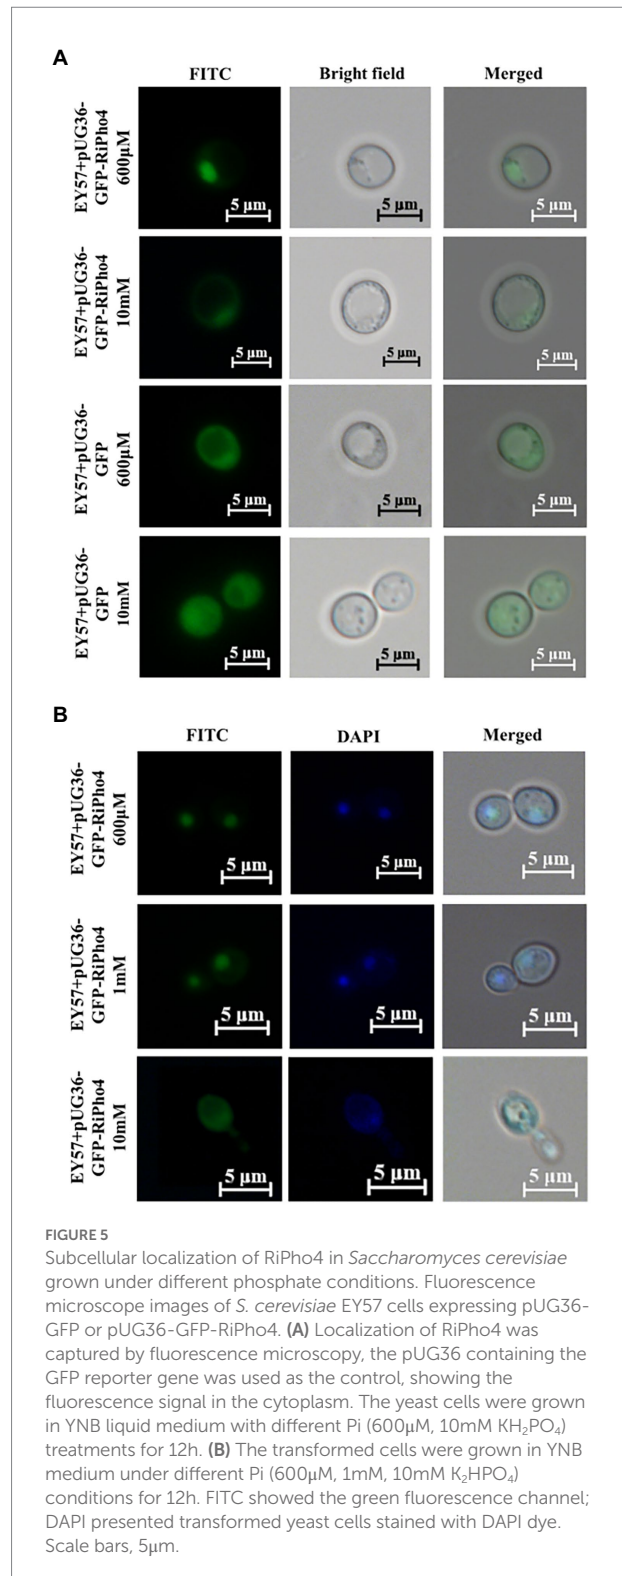 A
FITC Bright field Merged
EY57+pUG36-
GFP-RiPho4
600μM
5 μm 5 μm 5 μm
EY57+pUG36-
GFP-RiPho4
10mM
5 μm 5 μm 5 μm
EY57+pUG36-
GFP
600μM
5 μm 5 μm 5 μm
EY57+pUG36-
GFP
10mM
5 μm 5 μm 5 μm
B
FITC DAPI Merged
EY57+pUG36-
GFP-RiPho4
600μM
5 μm 5 μm 5 μm
EY57+pUG36-
GFP-RiPho4
1mM
5 μm 5 μm 5 μm
EY57+pUG36-
GFP-RiPho4
10mM
5 μm 5 μm 5 μm
FIGURE 5
Subcellular localization of RiPho4 in Saccharomyces cerevisiae
grown under different phosphate conditions. Fluorescence
microscope images of S. cerevisiae EY57 cells expressing pUG36-
GFP or pUG36-GFP-RiPho4. (A) Localization of RiPho4 was
captured by fluorescence microscopy, the pUG36 containing the
GFP reporter gene was used as the control, showing the
fluorescence signal in the cytoplasm. The yeast cells were grown
in YNB liquid medium with different Pi (600μM, 10mM KH₂PO₄)
treatments for 12h. (B) The transformed cells were grown in YNB
medium under different Pi (600μM, 1mM, 10mM K₂HPO₄)
conditions for 12h. FITC showed the green fluorescence channel;
DAPI presented transformed yeast cells stained with DAPI dye.
Scale bars, 5μm.